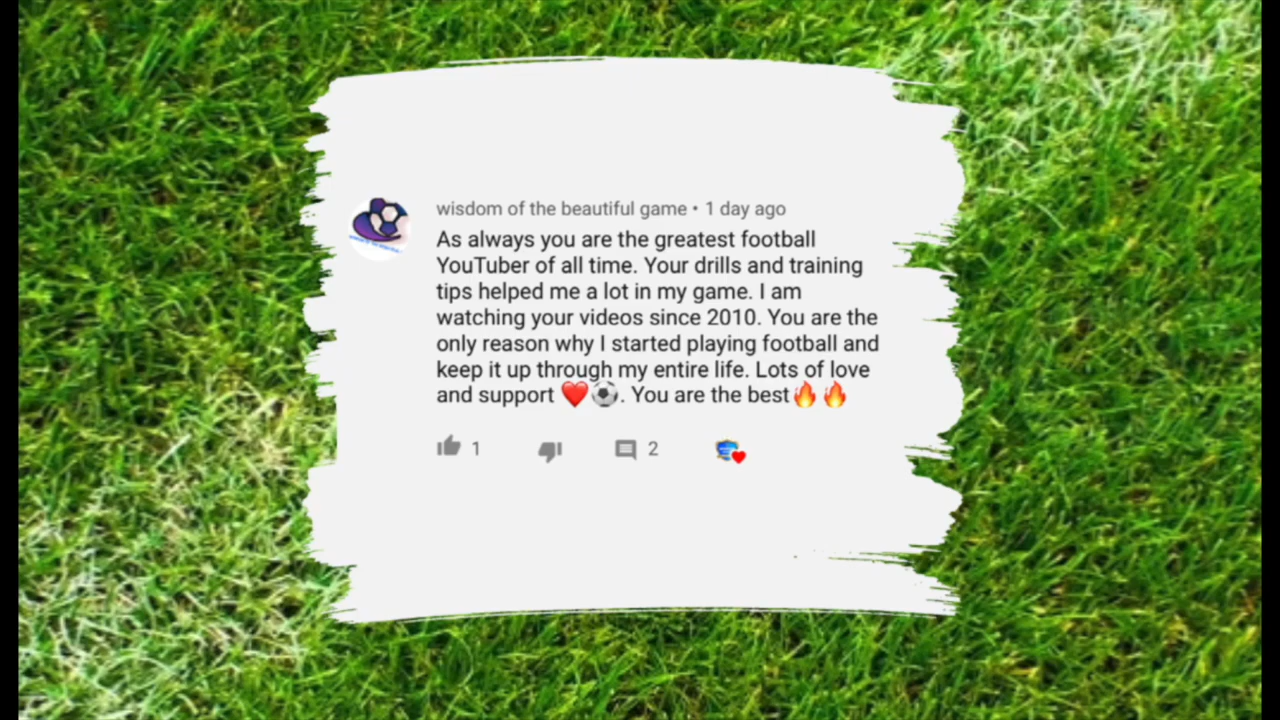 wisdom of the beautiful game • 1 day ago
As always you are the greatest football
YouTuber of all time. Your drills and training
tips helped me a lot in my game. I am
watching your videos since 2010. You are the
only reason why I started playing football and
keep it up through my entire life. Lots of love
and support ❤️⚽. You are the best🔥🔥
1
2